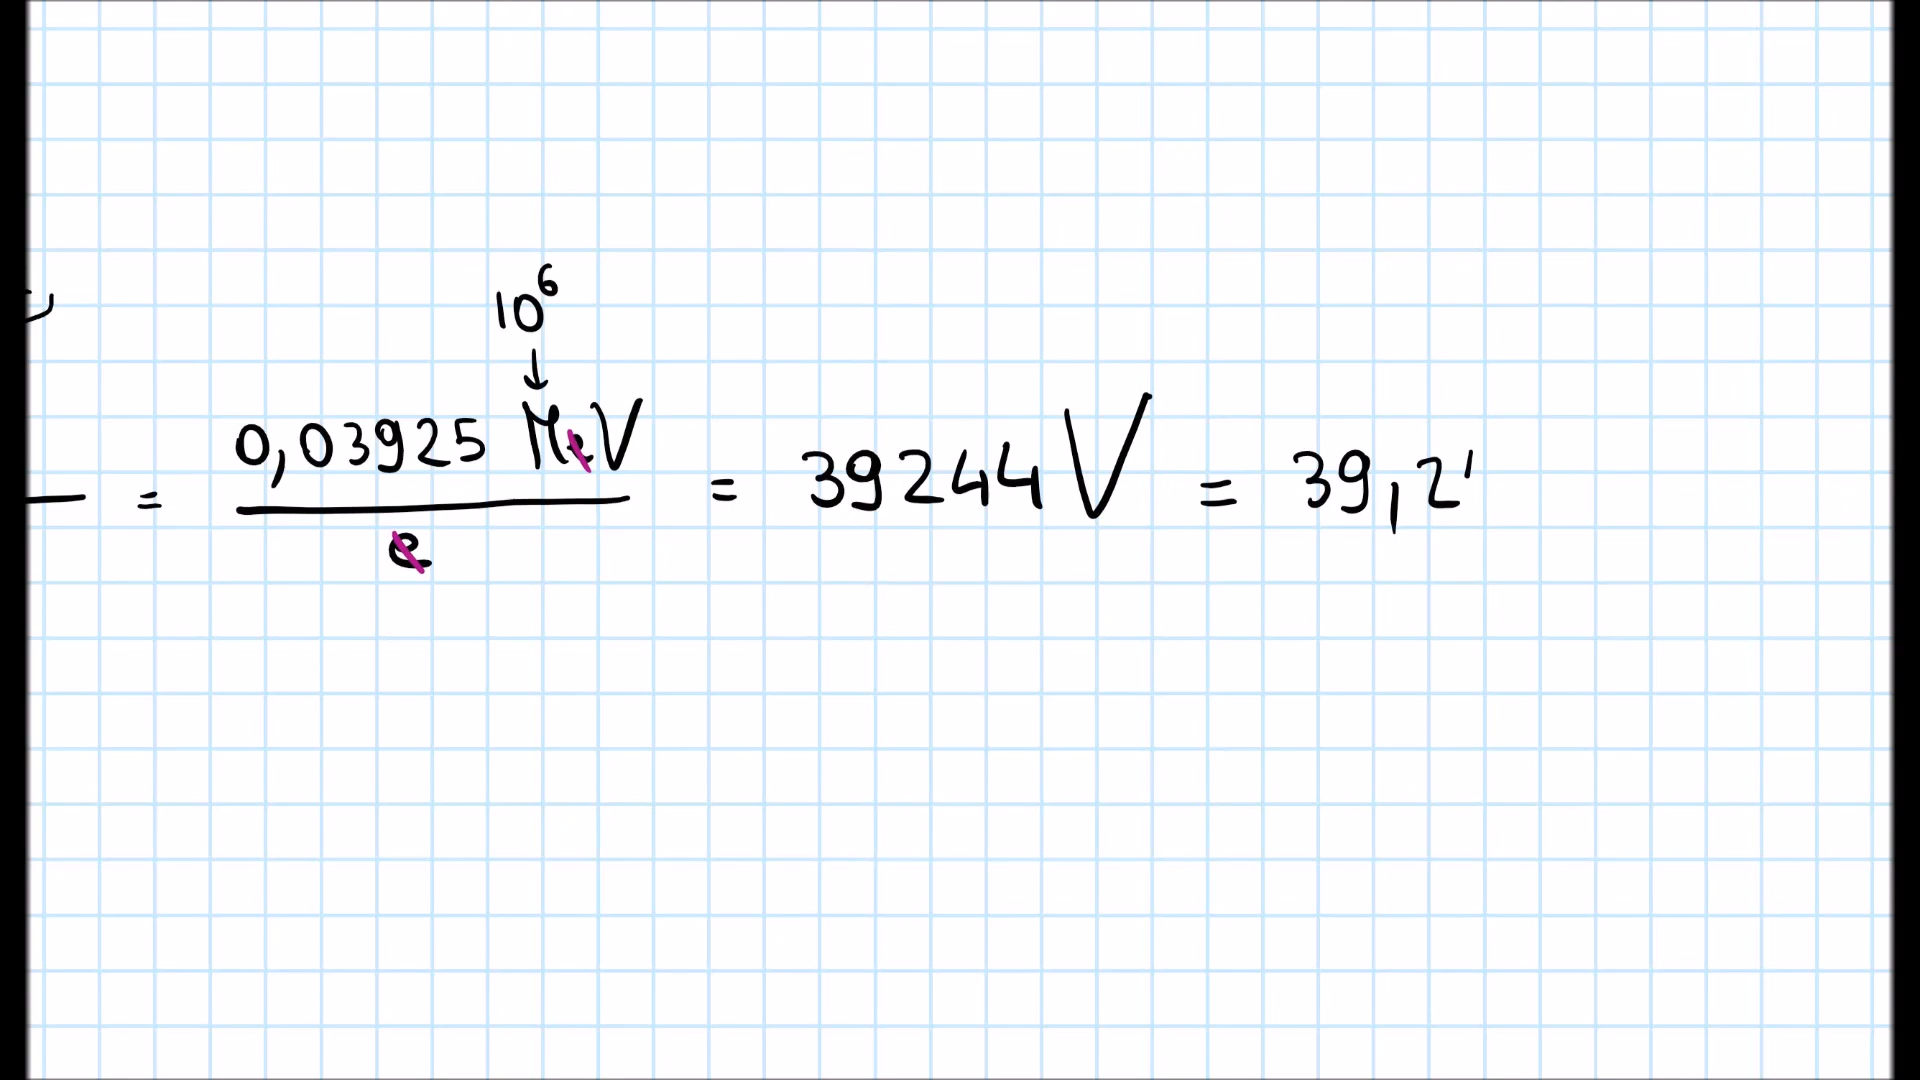 10⁶
↓
= 0,03925 MeV / e = 39244 V = 39,2